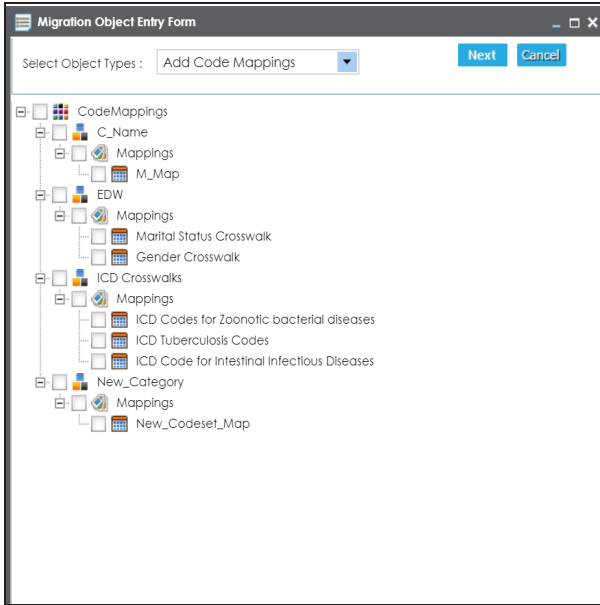 Migration Object Entry Form
Select Object Types : Add Code Mappings Next Cancel
CodeMappings
C_Name
Mappings
M_Map
EDW
Mappings
Marital Status Crosswalk
Gender Crosswalk
ICD Crosswalks
Mappings
ICD Codes for Zoonotic bacterial diseases
ICD Tuberculosis Codes
ICD Code for Intestinal Infectious Diseases
New_Category
Mappings
New_Codeset_Map